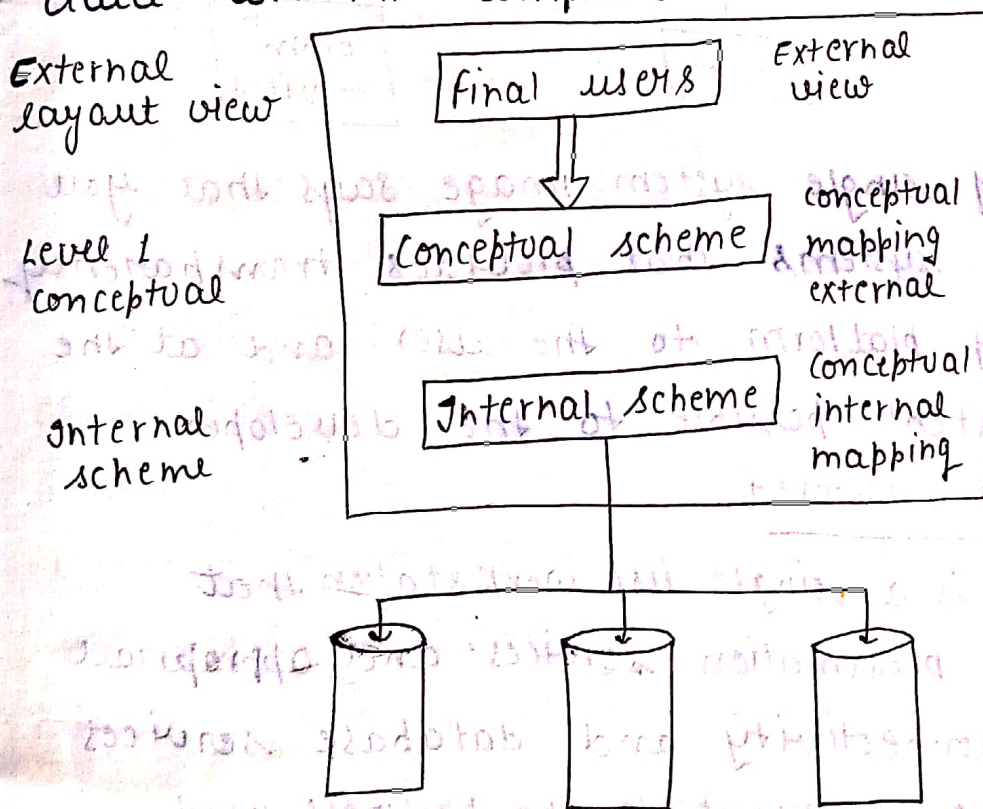 External
layout view
Final users
External
view
Level 1
conceptual
Conceptual scheme
conceptual
mapping
external
Internal
scheme
Internal scheme
Conceptual
internal
mapping